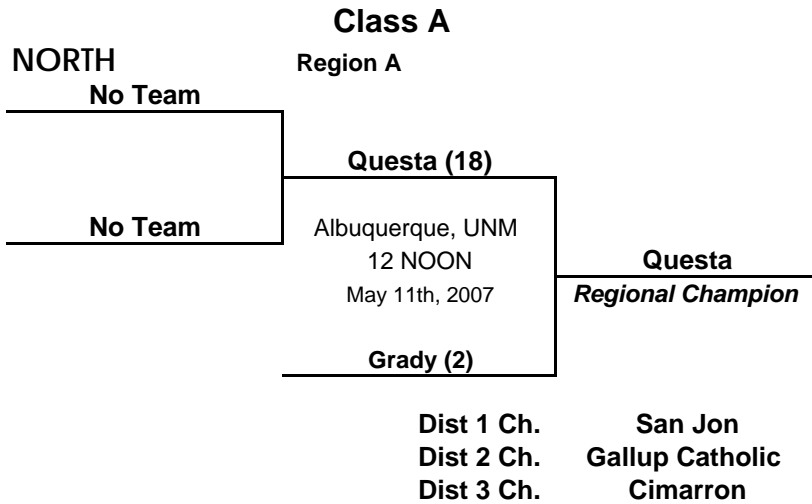 Class A
NORTH Region A
No Team
Questa (18)
No Team
Albuquerque, UNM
12 NOON
May 11th, 2007
Questa
Regional Champion
Grady (2)
Dist 1 Ch. San Jon
Dist 2 Ch. Gallup Catholic
Dist 3 Ch. Cimarron